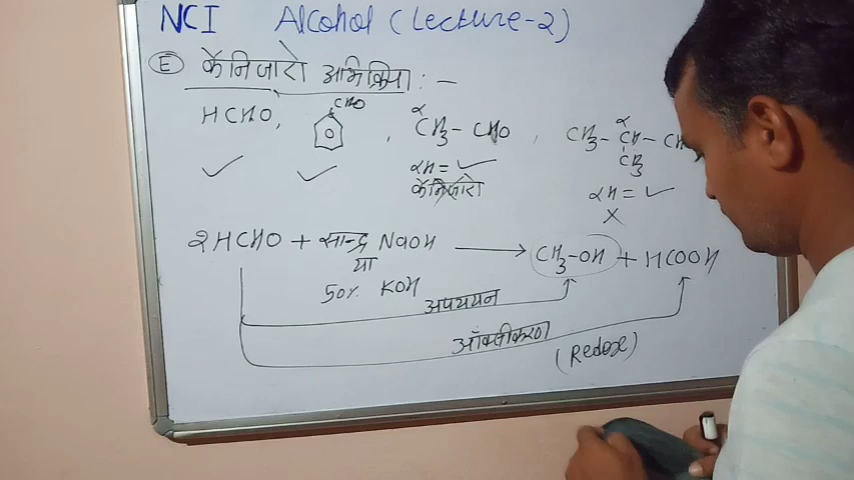 NCI Alcohol (Lecture-2)
(E) कैनिजारो अभिक्रिया : —
HCHO, CHO , CH3 - CHO , CH3 - CH - CH
α α
CH3
αH = ✓ αH = ✓
कैनिजारो X
2HCHO + सान्द्र NaOH → CH3-OH + HCOOH
या
50% KOH
अपचयन
ऑक्सीकरण
(Redox)